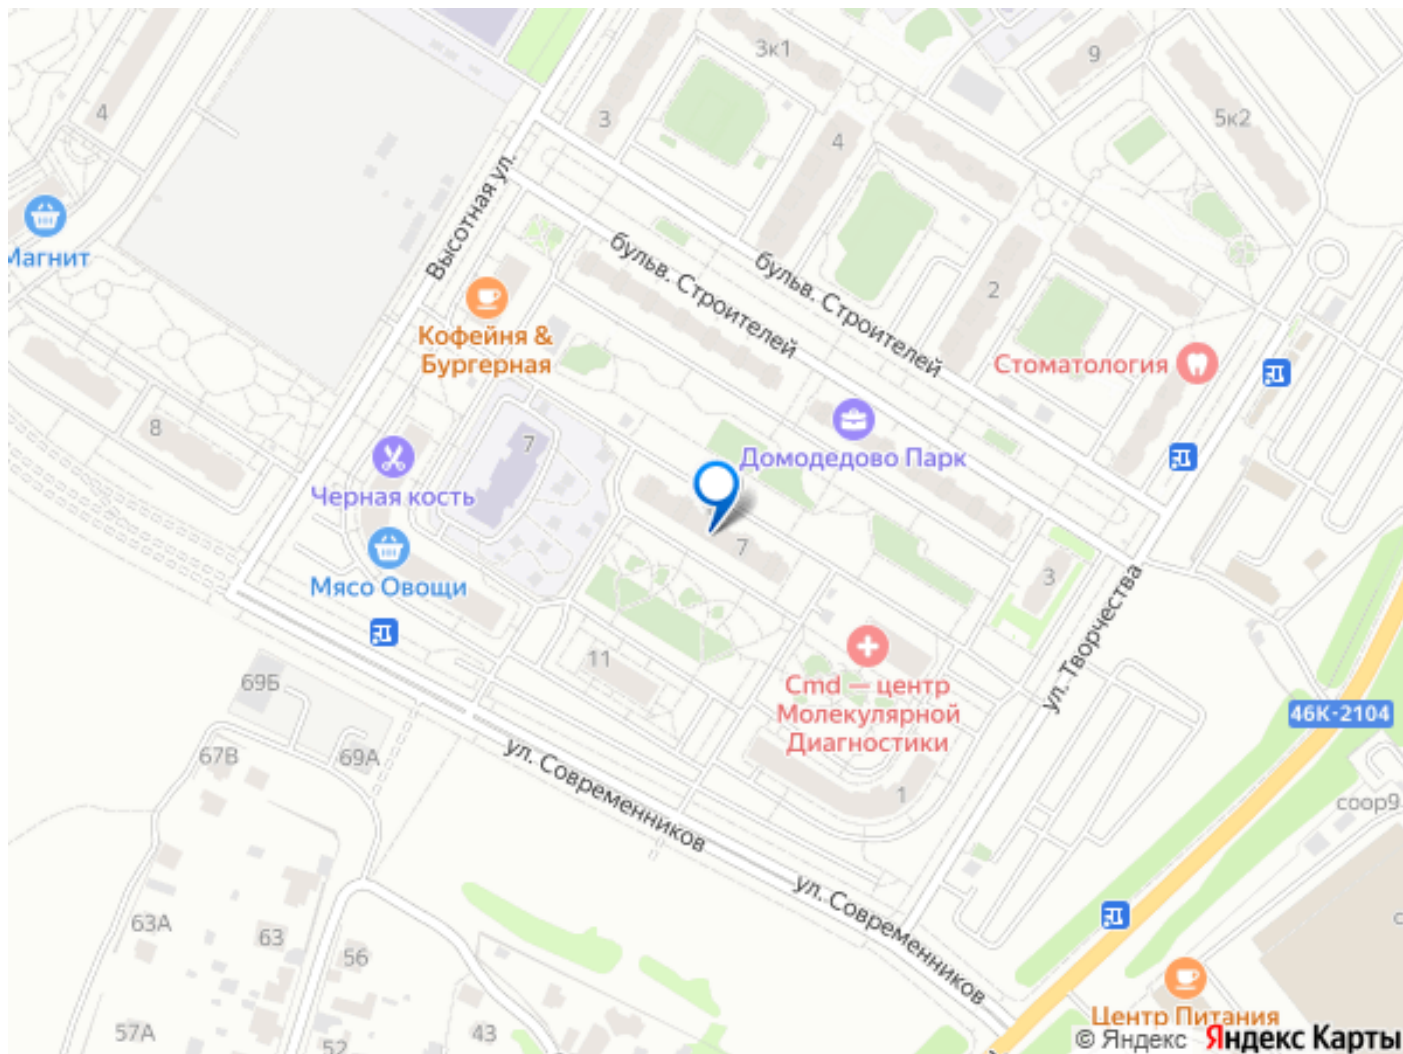 3к1
9
4
3
4
5к2
Магнит
Высотная ул.
бульв. Строителей
бульв. Строителей
2
Кофейня &
Бургерная
Стоматология
8
7
Домодедово Парк
Черная кость
7
3
Мясо Овощи
ул. Творчества
11
69Б
Cmd — центр
Молекулярной
Диагностики
46К-2104
67В
69А
ул. Современников
1
coop9
ул. Современников
63А
63
56
57А
52
43
Центр Питания
© Яндекс Яндекс Карты